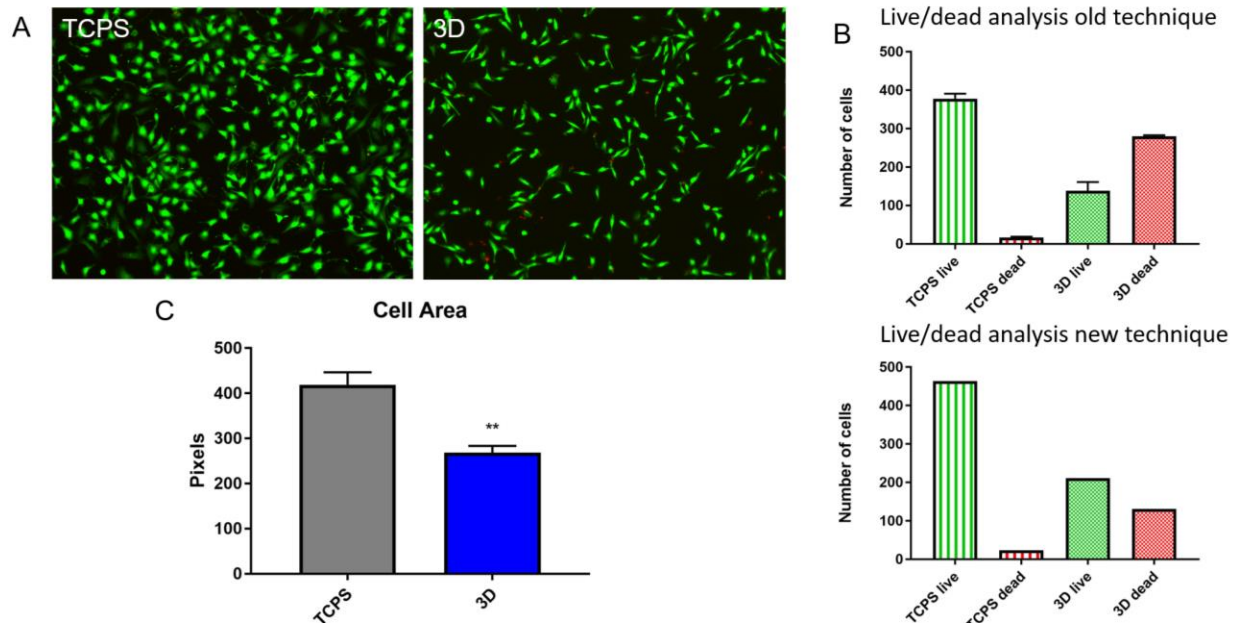 A
TCPS
3D
B
Live/dead analysis old technique
Number of cells
500
400
300
200
100
0
TCPS live
TCPS dead
3D live
3D dead
C
Cell Area
Pixels
500
400
300
200
100
0
**
TCPS
3D
Live/dead analysis new technique
Number of cells
500
400
300
200
100
0
TCPS live
TCPS dead
3D live
3D dead